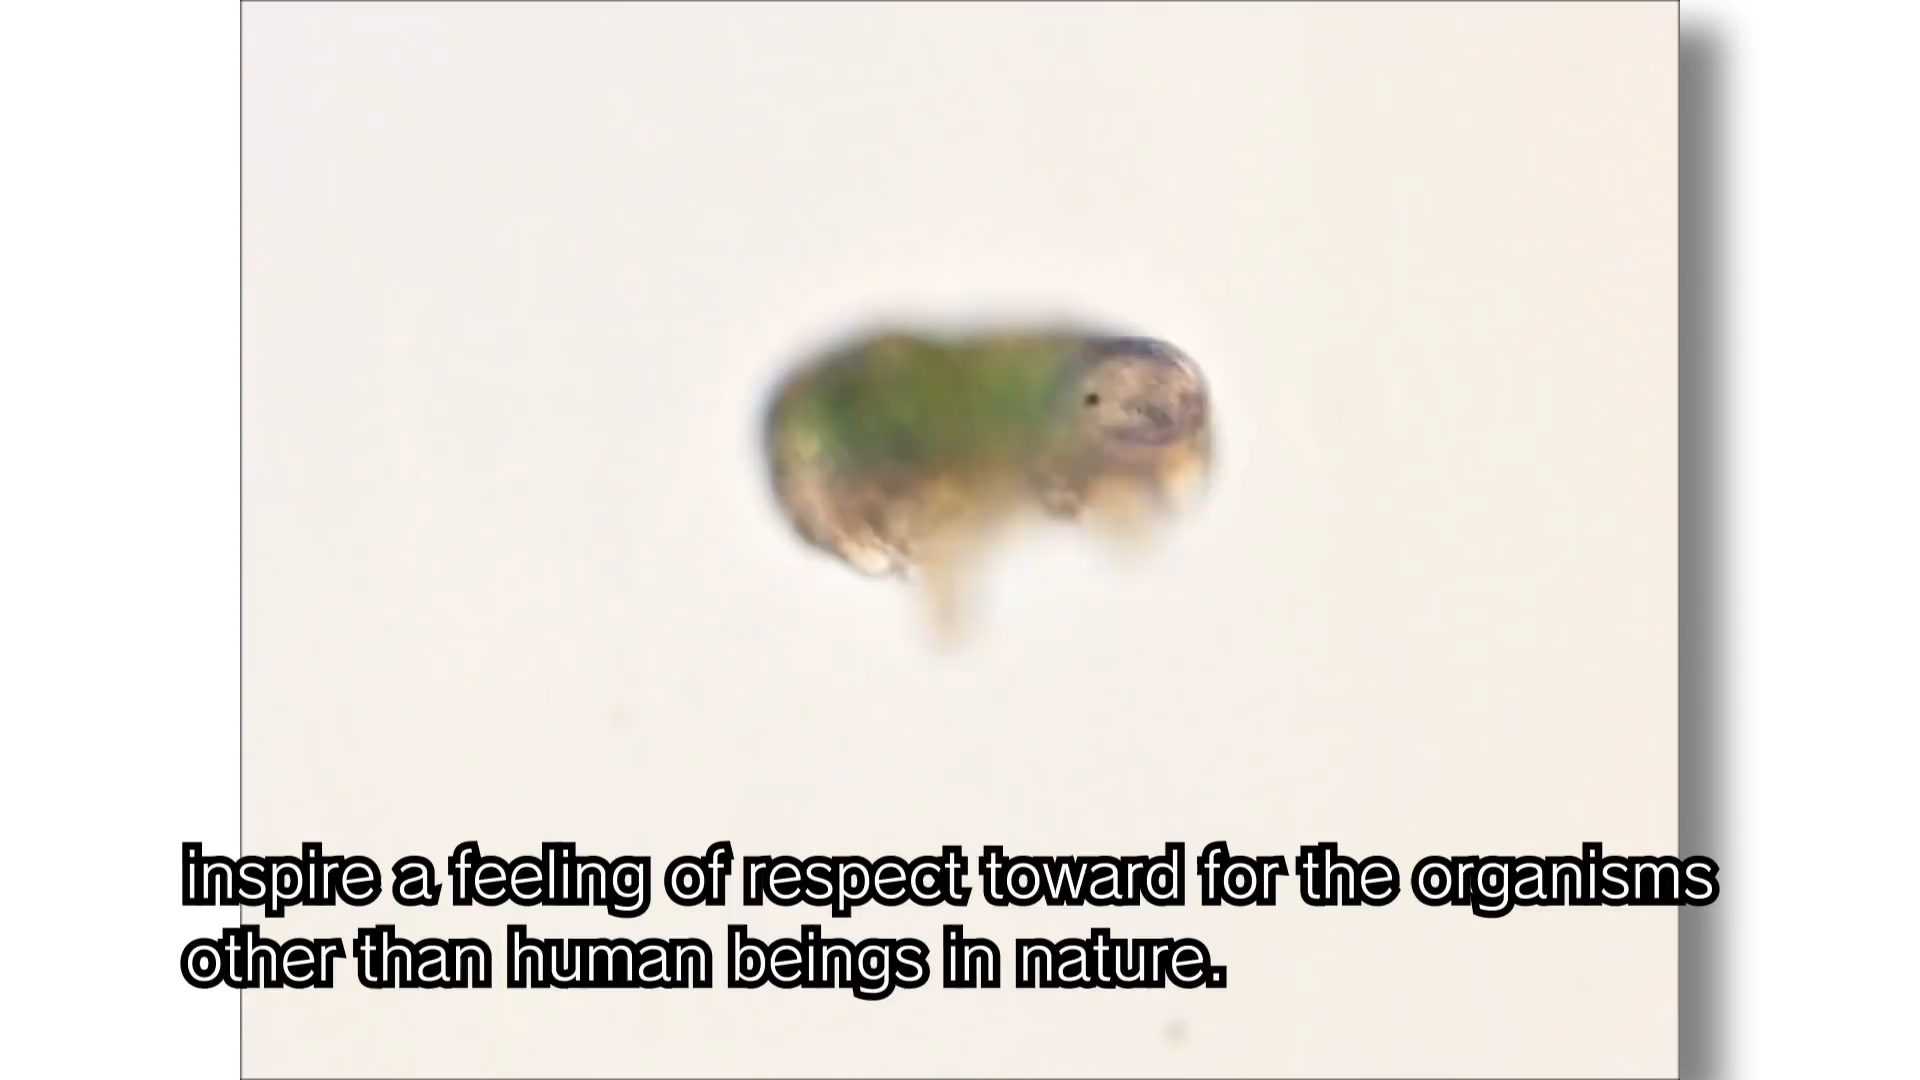 inspire a feeling of respect toward for the organisms
other than human beings in nature.